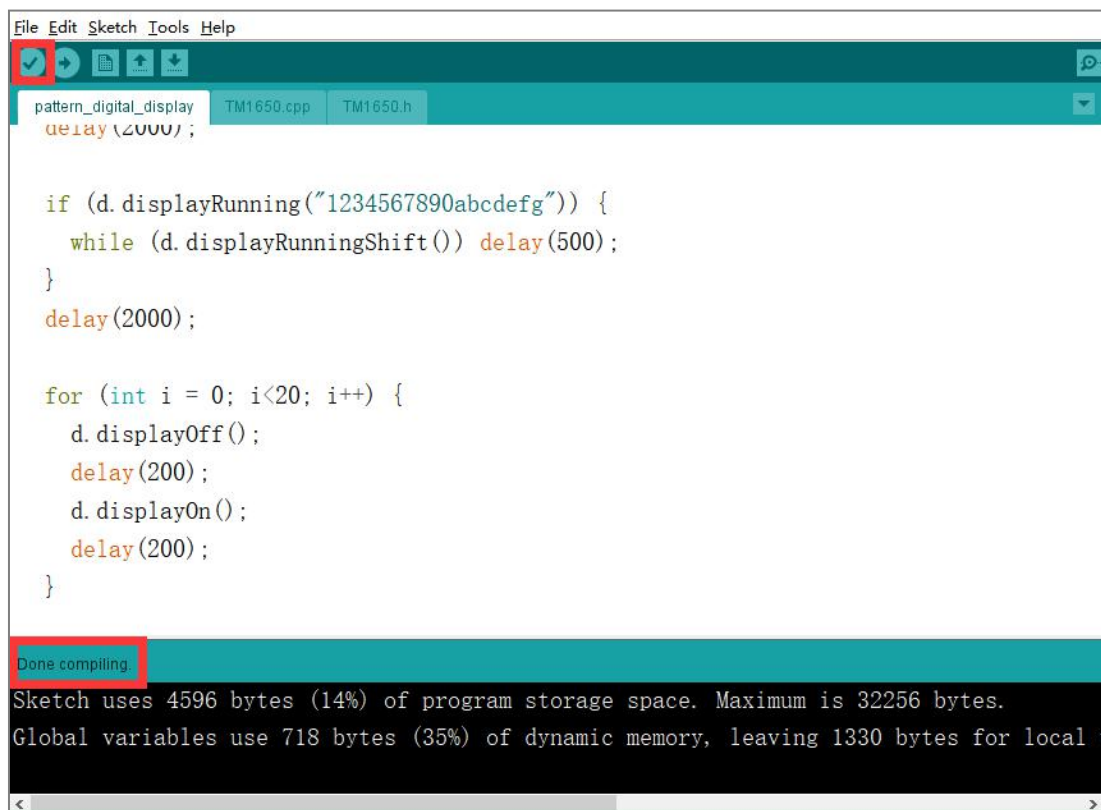 File Edit Sketch Tools Help
pattern_digital_display TM1650.cpp TM1650.h
delay(2000);
if (d.displayRunning("1234567890abcdefg")) {
while (d.displayRunningShift()) delay(500);
}
delay(2000);
for (int i = 0; i<20; i++) {
d.displayOff();
delay(200);
d.displayOn();
delay(200);
}
Done compiling.
Sketch uses 4596 bytes (14%) of program storage space. Maximum is 32256 bytes.
Global variables use 718 bytes (35%) of dynamic memory, leaving 1330 bytes for local